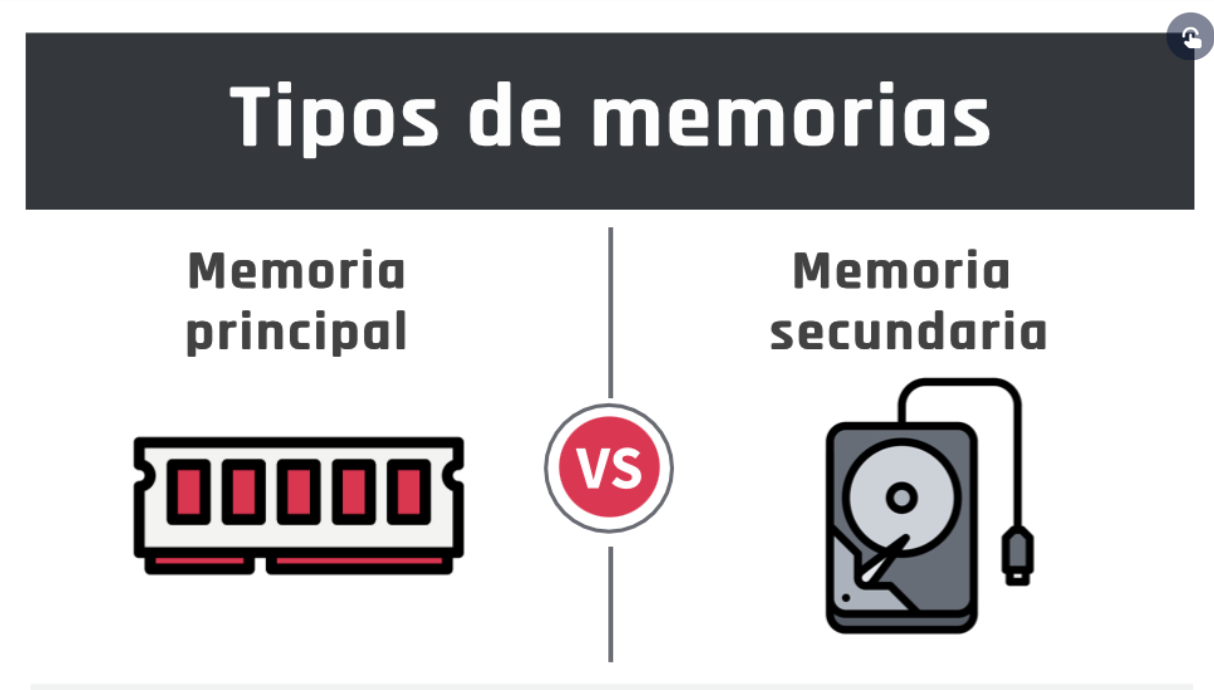 Tipos de memorias
Memoria
principal
VS
Memoria
secundaria